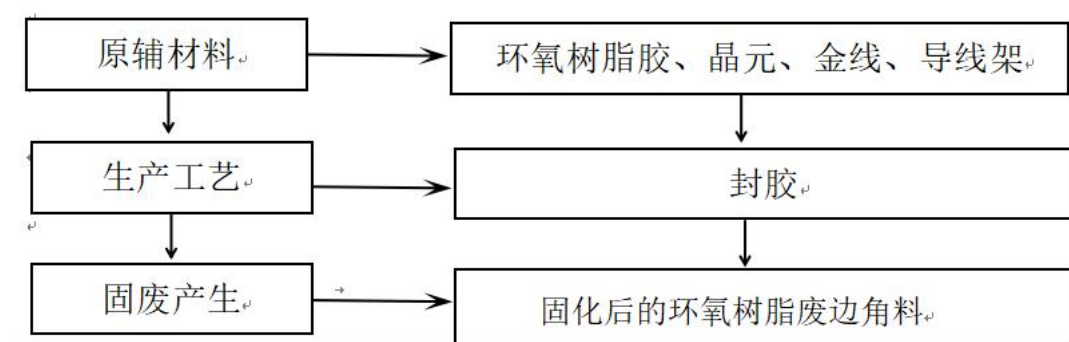 原辅材料
环氧树脂胶、晶元、金线、导线架
生产工艺
封胶
固废产生
固化后的环氧树脂废边角料